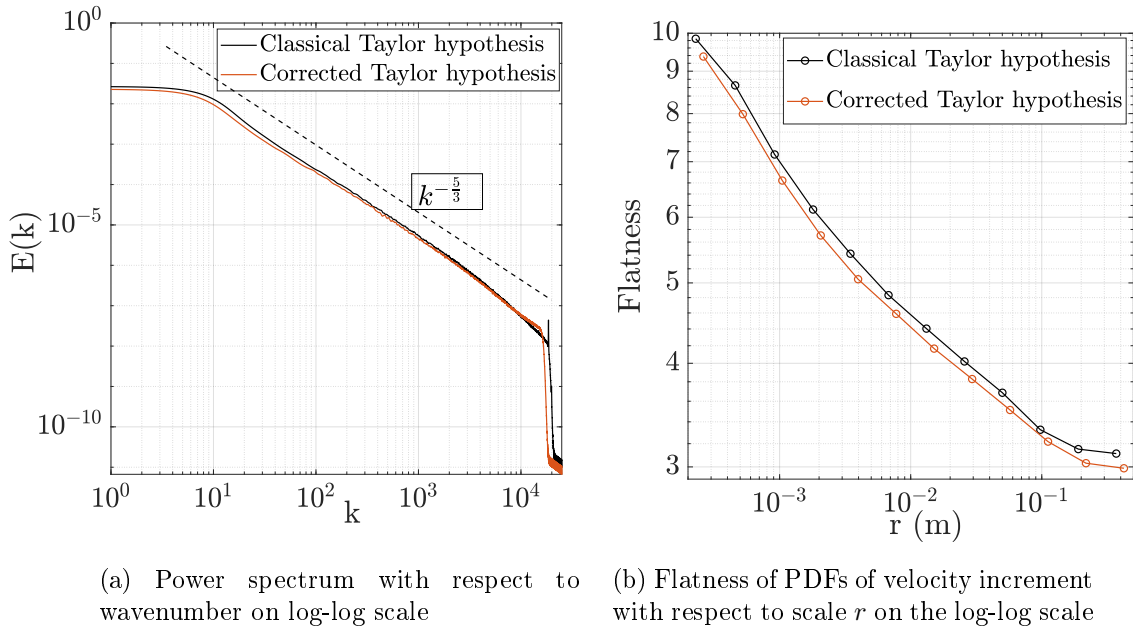 10^0
Classical Taylor hypothesis
Corrected Taylor hypothesis
k^{-5/3}
10^{-5}
E(k)
10^{-10}
10^0 10^1 10^2 10^3 10^4
k
10
Classical Taylor hypothesis
9
Corrected Taylor hypothesis
8
7
6
Flatness
5
4
3
10^{-3} 10^{-2} 10^{-1}
r (m)
(a) Power spectrum with respect to
wavenumber on log-log scale
(b) Flatness of PDFs of velocity increment
with respect to scale r on the log-log scale